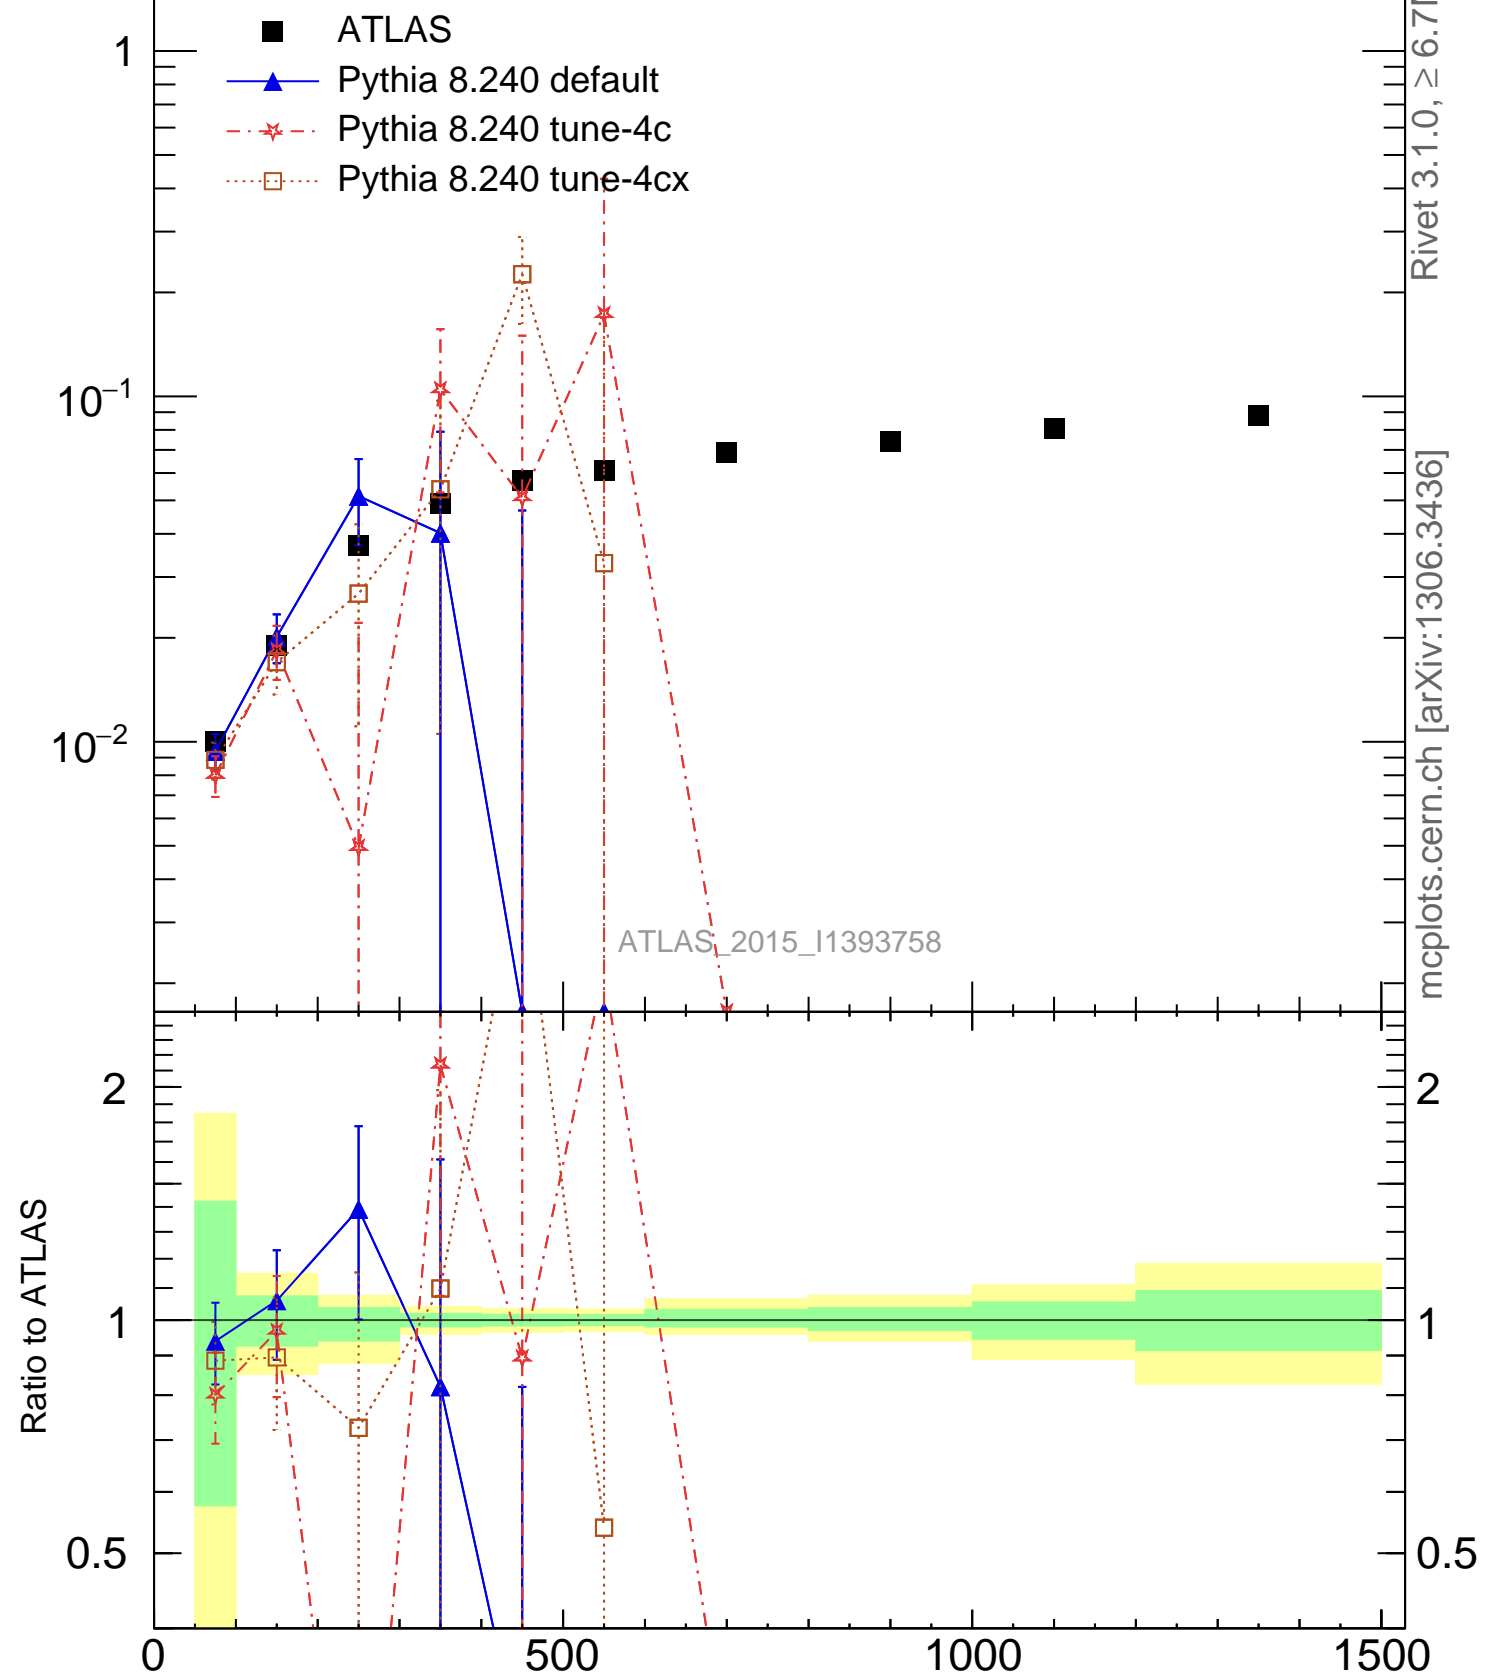 ATLAS
Pythia 8.240 default
Pythia 8.240 tune-4c
Pythia 8.240 tune-4cx
1
10⁻¹
10⁻²
ATLAS_2015_I1393758
Rivet 3.1.0, ≥ 6.7
mcplots.cern.ch [arXiv:1306.3436]
Ratio to ATLAS
2
1
0.5
2
1
0.5
0
500
1000
1500